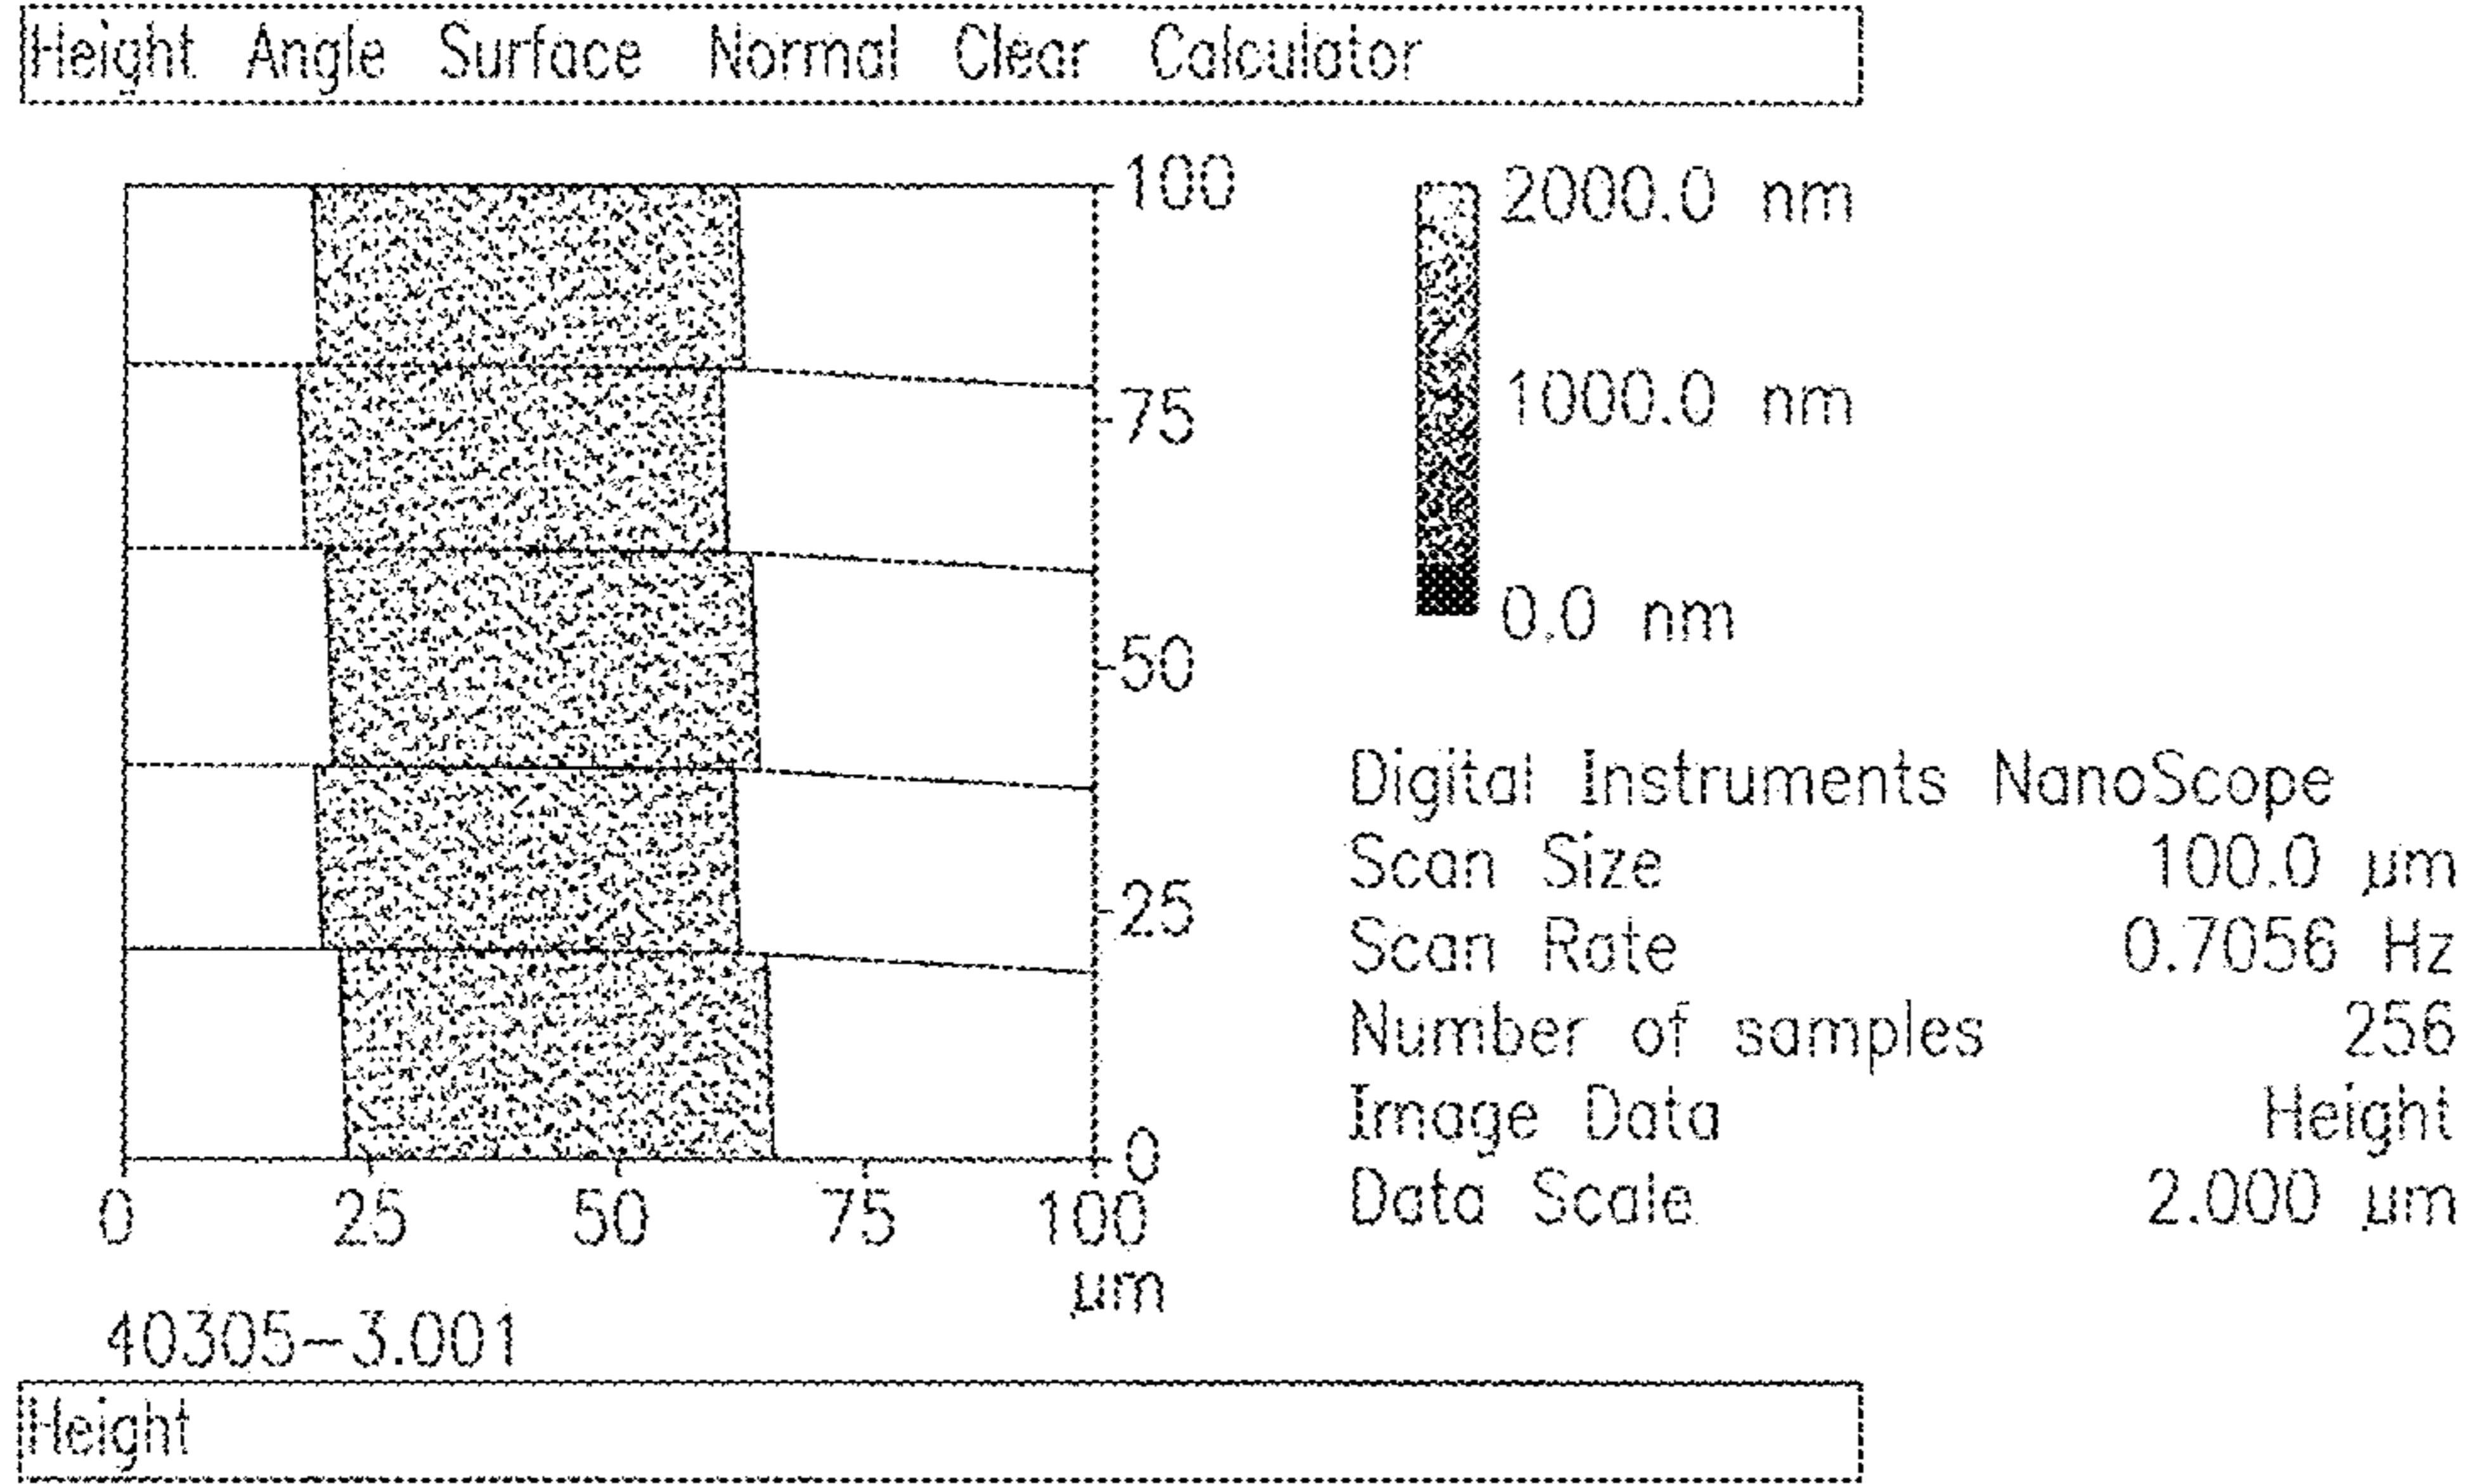 Height Angle Surface Normal Clear Calculator
100
75
50
25
0
0 25 50 75 100
µm
2000.0 nm
1000.0 nm
0.0 nm
Digital Instruments NanoScope
Scan Size 100.0 µm
Scan Rate 0.7056 Hz
Number of samples 256
Image Data Height
Data Scale 2.000 µm
40305-3.001
Height